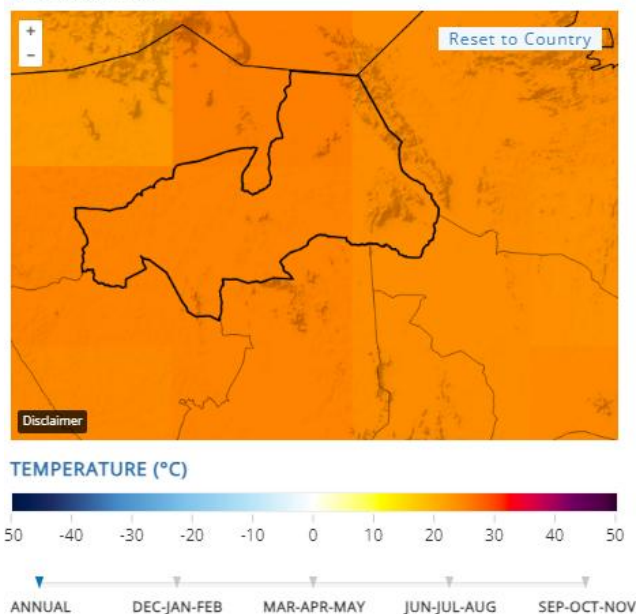 +
Reset to Country
−
Disclaimer
TEMPERATURE (°C)
50 -40 -30 -20 -10 0 10 20 30 40 50
ANNUAL DEC-JAN-FEB MAR-APR-MAY JUN-JUL-AUG SEP-OCT-NOV